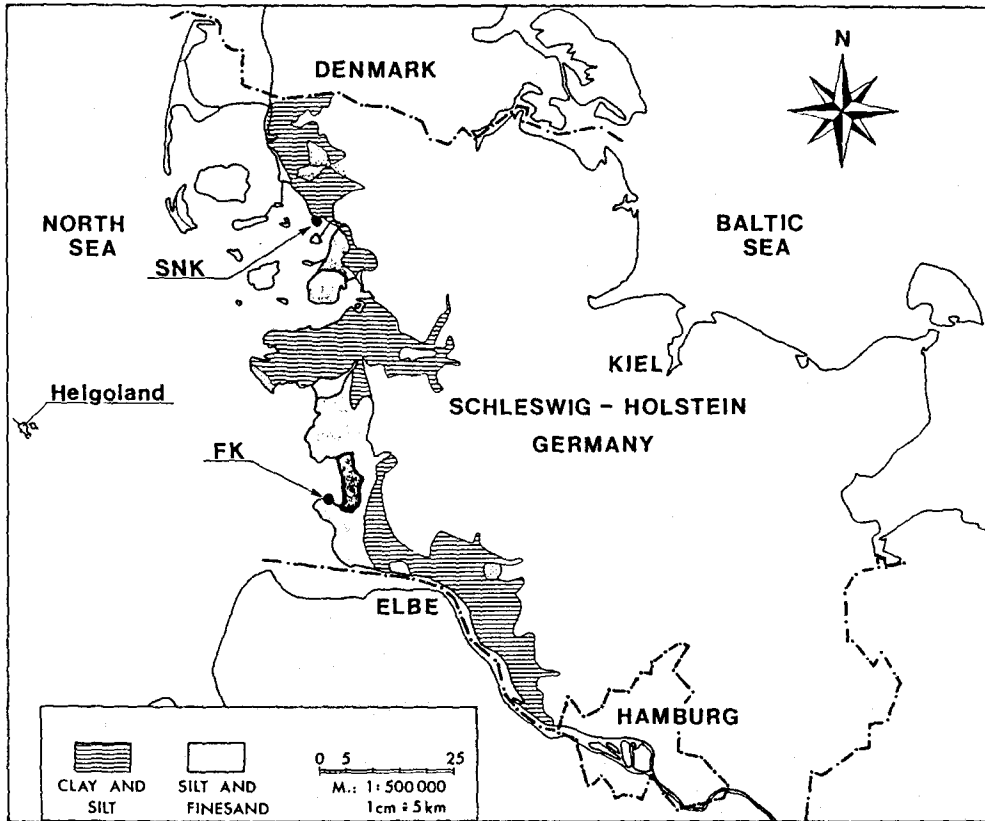 N
DENMARK
NORTH
SEA
BALTIC
SEA
SNK
KIEL
Helgoland
SCHLESWIG - HOLSTEIN
GERMANY
FK
ELBE
HAMBURG
CLAY AND
SILT
SILT AND
FINESAND
0 5 25
M.: 1: 500 000
1cm ≙ 5km